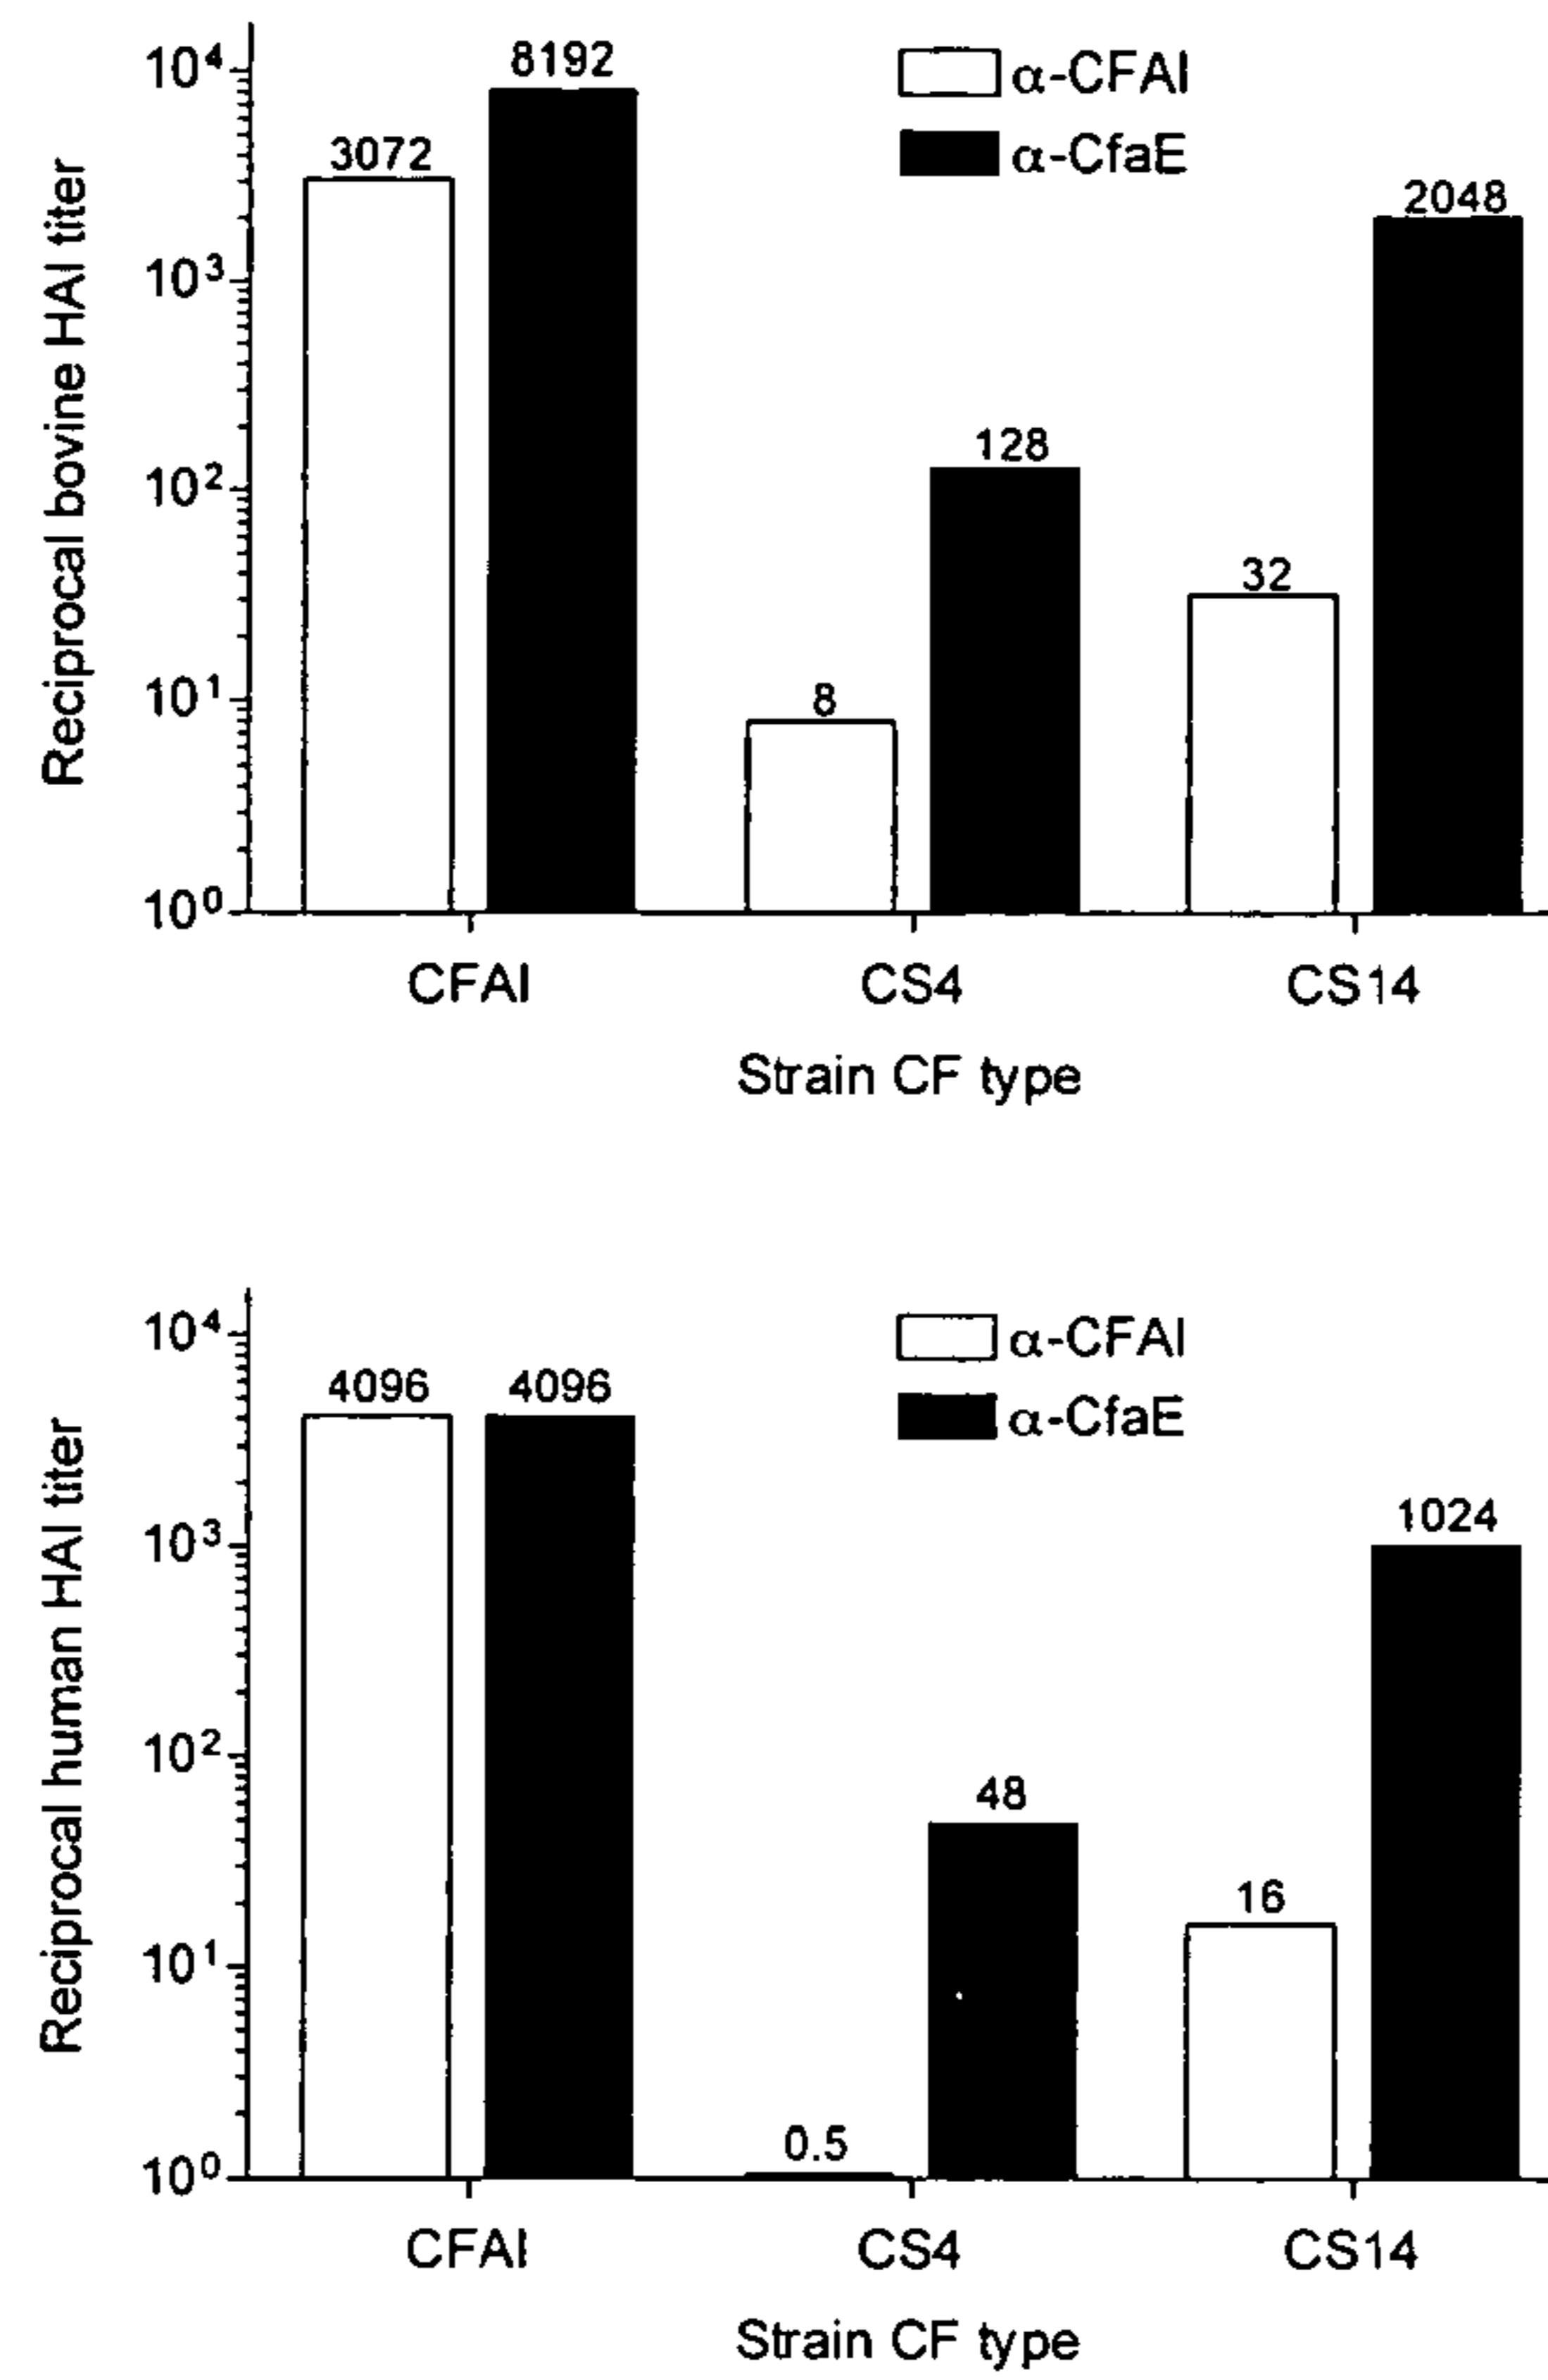 Reciprocal bovine HAI titer
10⁴
10³
10²
10¹
10⁰
α-CFAI
α-CfaE
3072
8192
8
128
32
2048
CFAI
CS4
CS14
Strain CF type
Reciprocal human HAI titer
10⁴
10³
10²
10¹
10⁰
α-CFAI
α-CfaE
4096
4096
0.5
48
16
1024
CFAI
CS4
CS14
Strain CF type